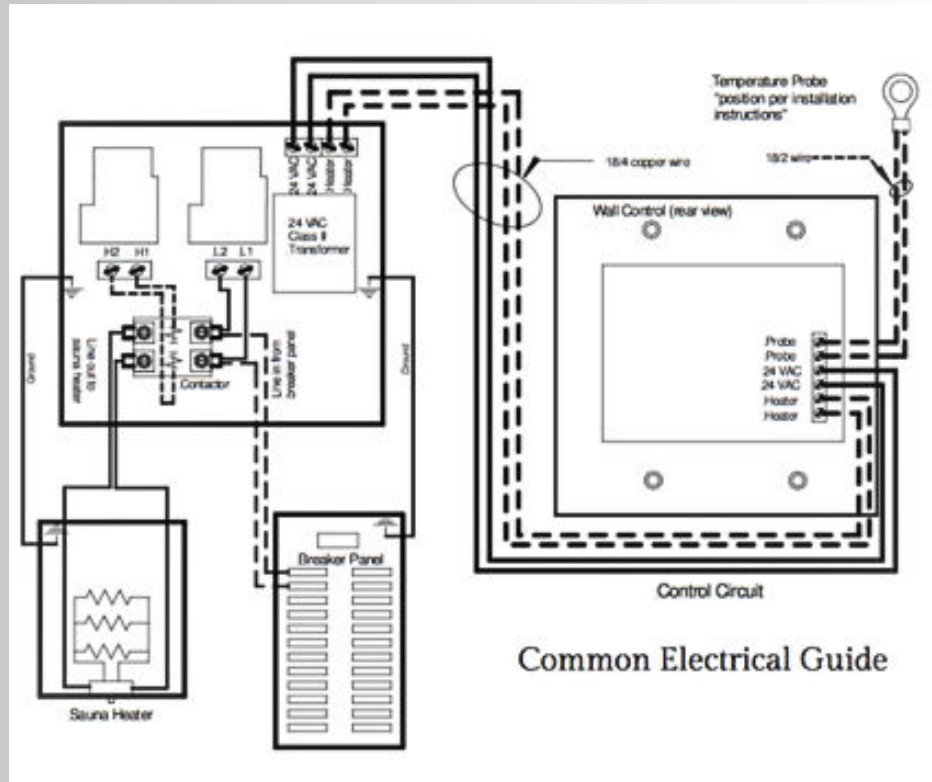 Temperature Probe
"position per installation
instructions"
18/4 copper wire
18/2 wire
24 VAC
24 VAC
Heater
Heater
Wall Control (rear view)
24 VAC
Class II
Transformer
H2 H1
L2 L1
Ground
Line out to
sauna heater
Contactor
Line in from
breaker panel
Ground
Probe
Probe
24 VAC
24 VAC
Heater
Heater
Breaker Panel
Control Circuit
Common Electrical Guide
Sauna Heater